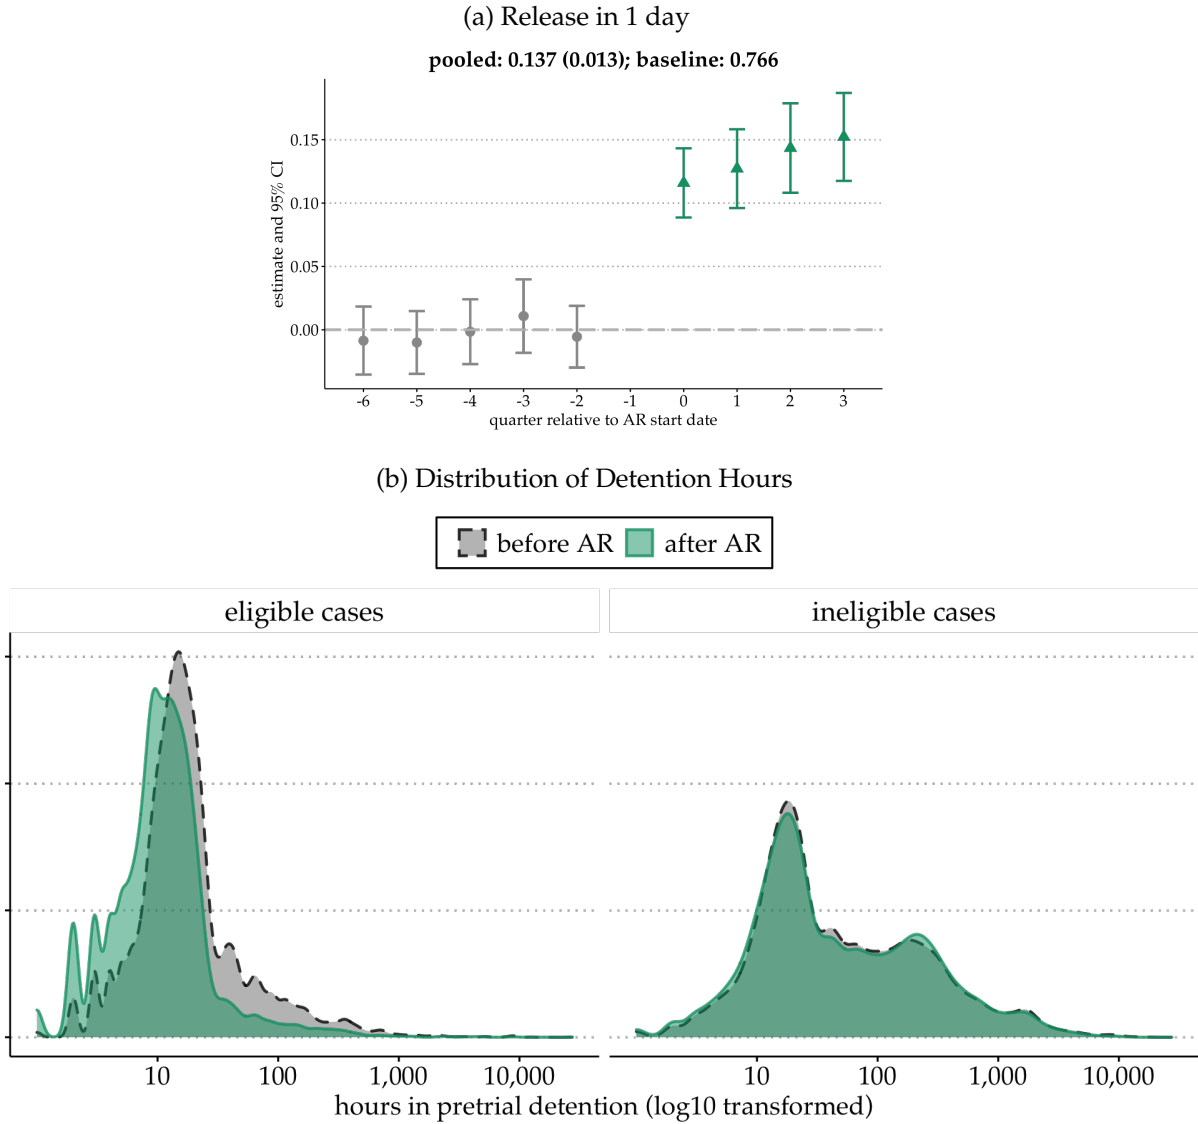 (a) Release in 1 day
pooled: 0.137 (0.013); baseline: 0.766
estimate and 95% CI
0.15
0.10
0.05
0.00
-6 -5 -4 -3 -2 -1 0 1 2 3
quarter relative to AR start date
(b) Distribution of Detention Hours
before AR after AR
eligible cases ineligible cases
10 100 1,000 10,000 10 100 1,000 10,000
hours in pretrial detention (log10 transformed)